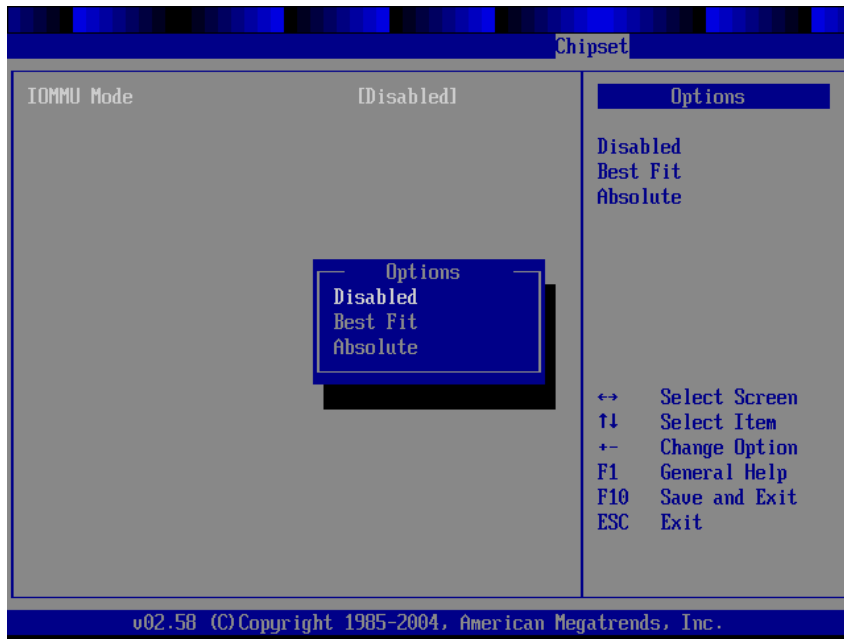 Chipset
IOMMU Mode [Disabled]
Options
Disabled
Best Fit
Absolute
Options
Disabled
Best Fit
Absolute
↔ Select Screen
↑↓ Select Item
+- Change Option
F1 General Help
F10 Save and Exit
ESC Exit
v02.58 (C)Copyright 1985-2004, American Megatrends, Inc.